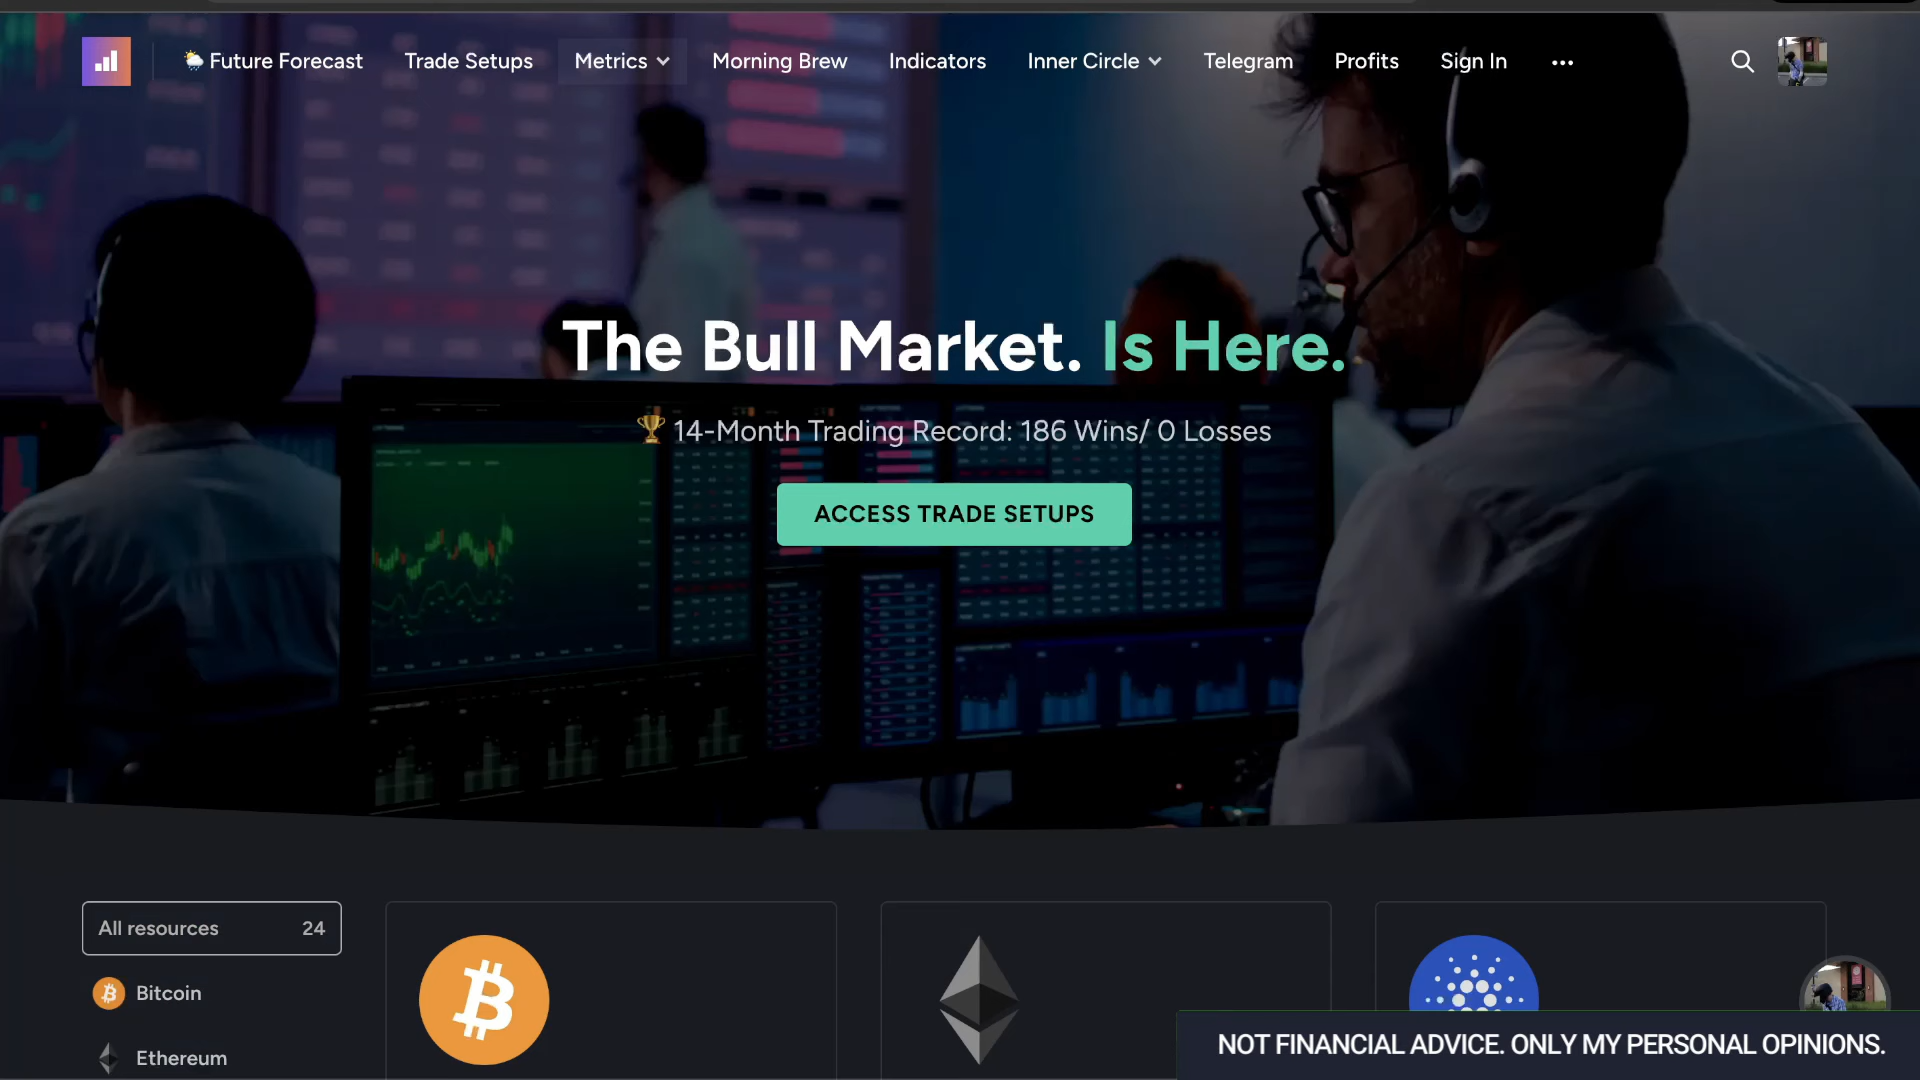 Future Forecast
Trade Setups
Metrics
Morning Brew
Indicators
Inner Circle
Telegram
Profits
Sign In
The Bull Market. Is Here.
14-Month Trading Record: 186 Wins/ 0 Losses
ACCESS TRADE SETUPS
All resources 24
Bitcoin
Ethereum
NOT FINANCIAL ADVICE. ONLY MY PERSONAL OPINIONS.